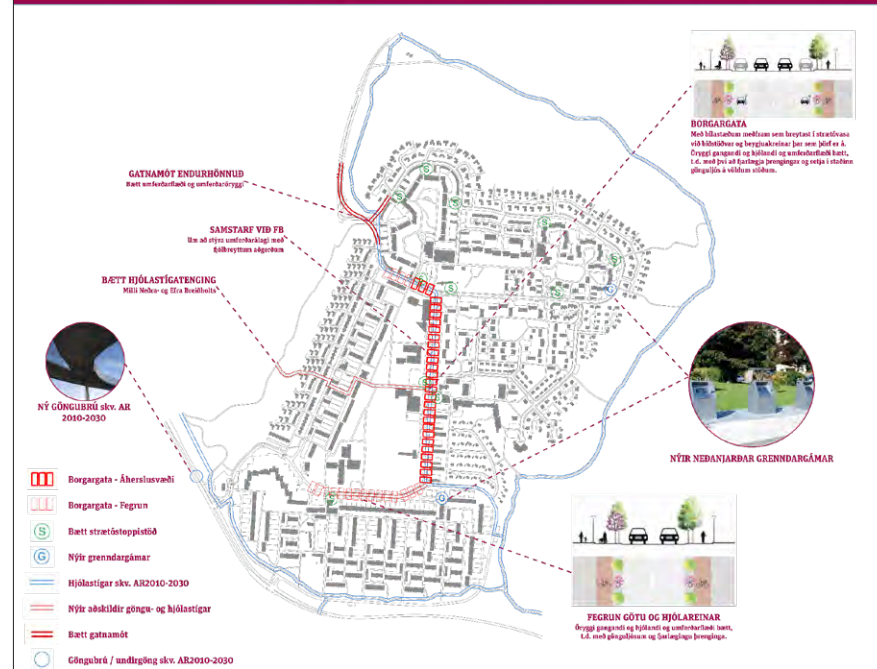 BORGARGATA
Með bílastæðum meðfram sem breytast í strætóvasa
við biðstöðvar og beygjuakreinar þar sem þörf er á.
Öryggi gangandi og hjólandi og umferðarflæði bætt,
t.d. með því að fjarlægja þrengingar og setja í staðinn
gönguljós á völdum stöðum.
GATNAMÓT ENDURHÖNNUÐ
Bætt umferðarflæði og umferðaröryggi
SAMSTARF VIÐ FB
Um að stýra umferðarálagi með
fjölbreyttum aðgerðum
BÆTT HJÓLASTÍGATENGING
Milli Neðra- og Efra Breiðholts
NÝ GÖNGUBRÚ skv. AR
2010-2030
NÝIR NEÐANJARÐAR GRENNDARGÁMAR
S
S
S
S
S
S
S
S
S
S
S
G
G
Borgargata - Áherslusvæði
Borgargata - Fegrun
S Bætt strætóstoppistöð
G Nýir grenndargámar
Hjólastígar skv. AR2010-2030
Nýir aðskildir göngu- og hjólastígar
Bætt gatnamót
Göngubrú / undirgöng skv. AR2010-2030
FEGRUN GÖTU OG HJÓLAREINAR
Öryggi gangandi og hjólandi og umferðarflæði bætt,
t.d. með gönguljósum og fjarlægingu þrenginga.